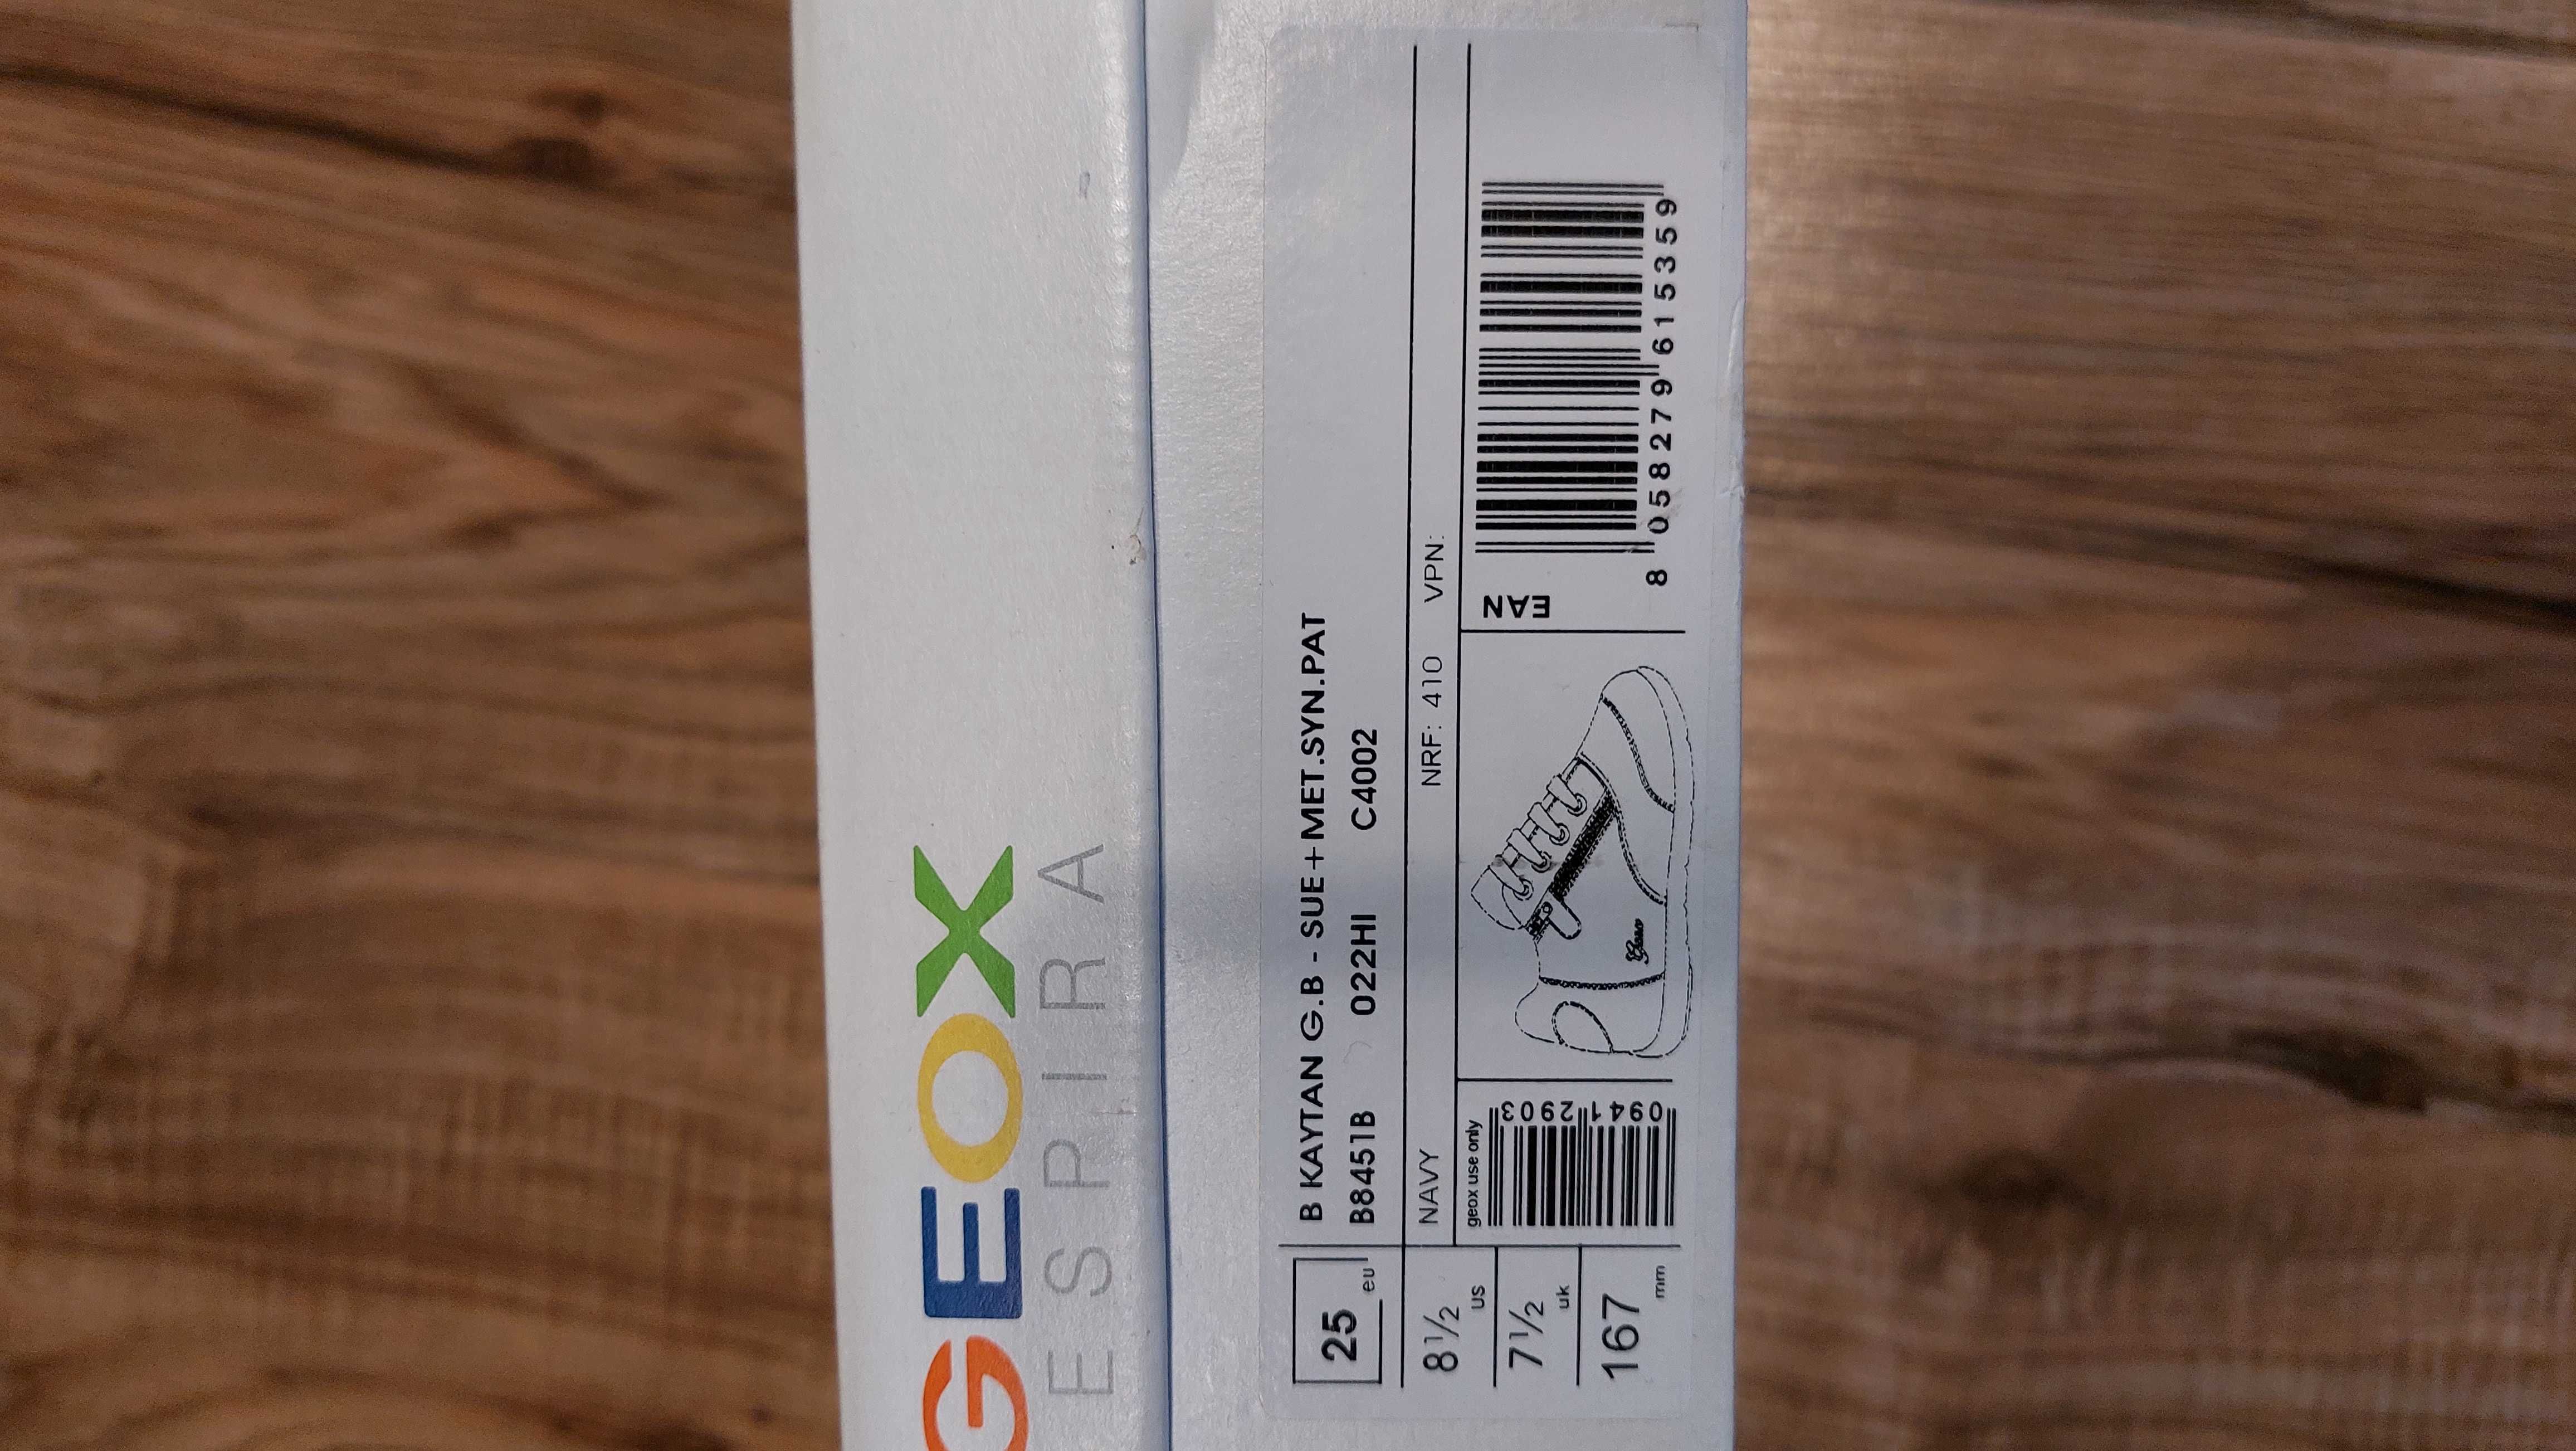 GEOX
RESPIRA
25 eu
B KAYTAN G.B - SUE+MET.SYN.PAT
B8451B 022HI C4002
8½ us
NAVY NRF: 410 VPN:
7½ uk
167 mm
geox use only
0941 2903
Geox
EAN
8 058279 615359